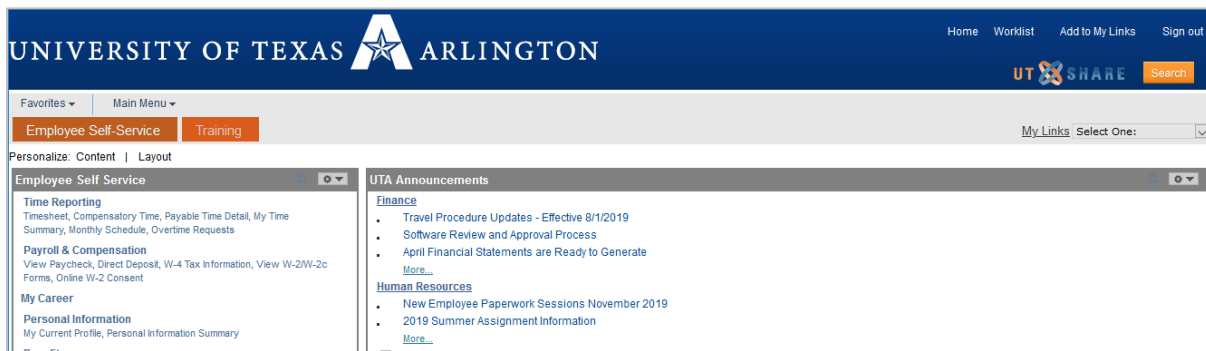 UNIVERSITY OF TEXAS A ARLINGTON
Home Worklist Add to My Links Sign out
UT SHARE Search
Favorites Main Menu
Employee Self-Service Training
My Links Select One:
Personalize: Content | Layout
Employee Self Service
Time Reporting
Timesheet, Compensatory Time, Payable Time Detail, My Time
Summary, Monthly Schedule, Overtime Requests
Payroll & Compensation
View Paycheck, Direct Deposit, W-4 Tax Information, View W-2/W-2c
Forms, Online W-2 Consent
My Career
Personal Information
My Current Profile, Personal Information Summary
UTA Announcements
Finance
Travel Procedure Updates - Effective 8/1/2019
Software Review and Approval Process
April Financial Statements are Ready to Generate
More...
Human Resources
New Employee Paperwork Sessions November 2019
2019 Summer Assignment Information
More...